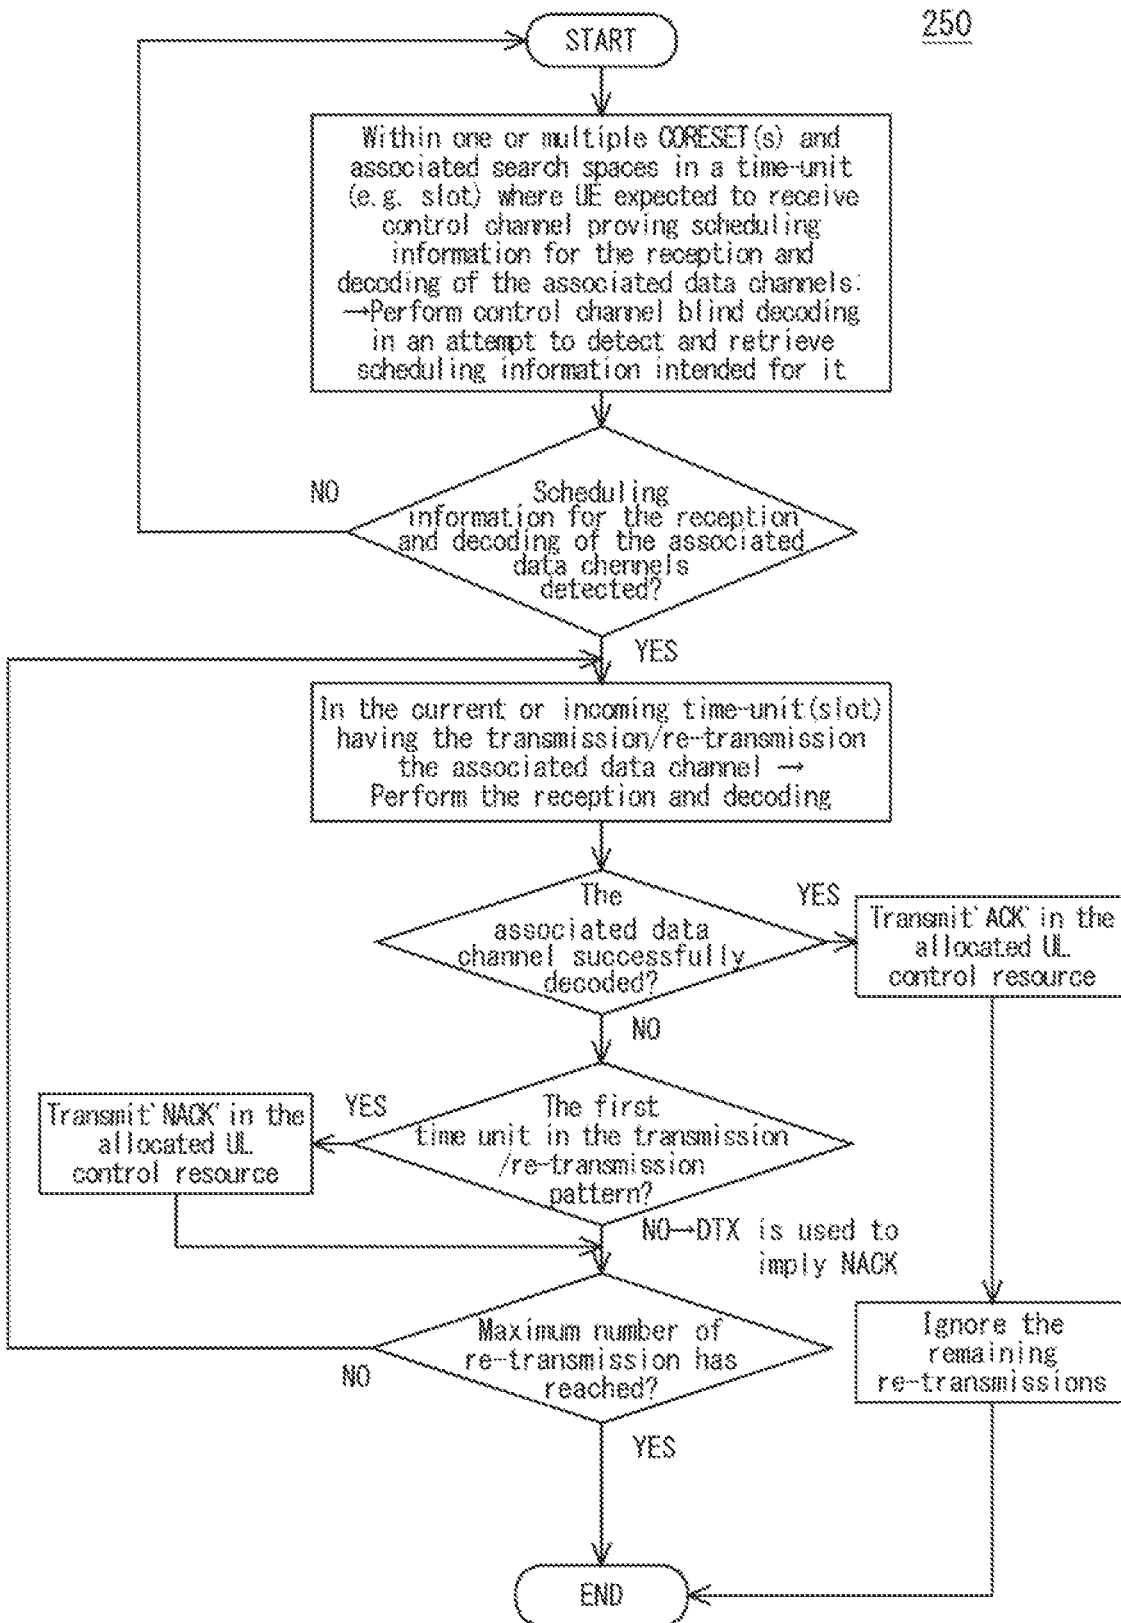 250
START
Within one or multiple CORESET(s) and
associated search spaces in a time-unit
(e.g. slot) where UE expected to receive
control channel proving scheduling
information for the reception and
decoding of the associated data channels:
→Perform control channel blind decoding
in an attempt to detect and retrieve
scheduling information intended for it
NO
Scheduling
information for the reception
and decoding of the associated
data chennels
detected?
YES
In the current or incoming time-unit(slot)
having the transmission/re-transmission
the associated data channel →
Perform the reception and decoding
The
associated data
channel successfully
decoded?
YES
Transmit`ACK' in the
allocated UL
control resource
NO
YES
Transmit`NACK' in the
allocated UL
control resource
The first
time unit in the transmission
/re-transmission
pattern?
NO→DTX is used to
imply NACK
Maximum number of
re-transmission has
reached?
NO
Ignore the
remaining
re-transmissions
YES
END